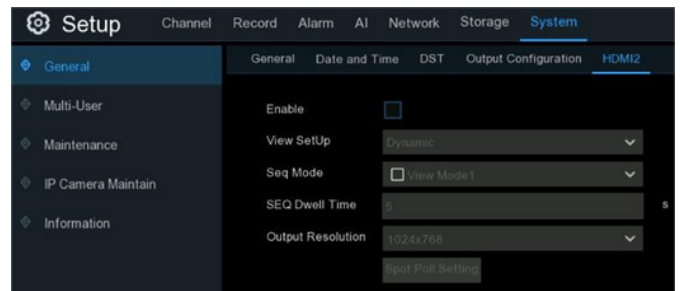 Setup Channel Record Alarm AI Network Storage System
General Date and Time DST Output Configuration HDMI2
General
Multi-User
Maintenance
IP Camera Maintain
Information
Enable
View SetUp Dynamic
Seq Mode View Mode1
SEQ Dwell Time 5 s
Output Resolution 1024x768
Spot Poll Setting